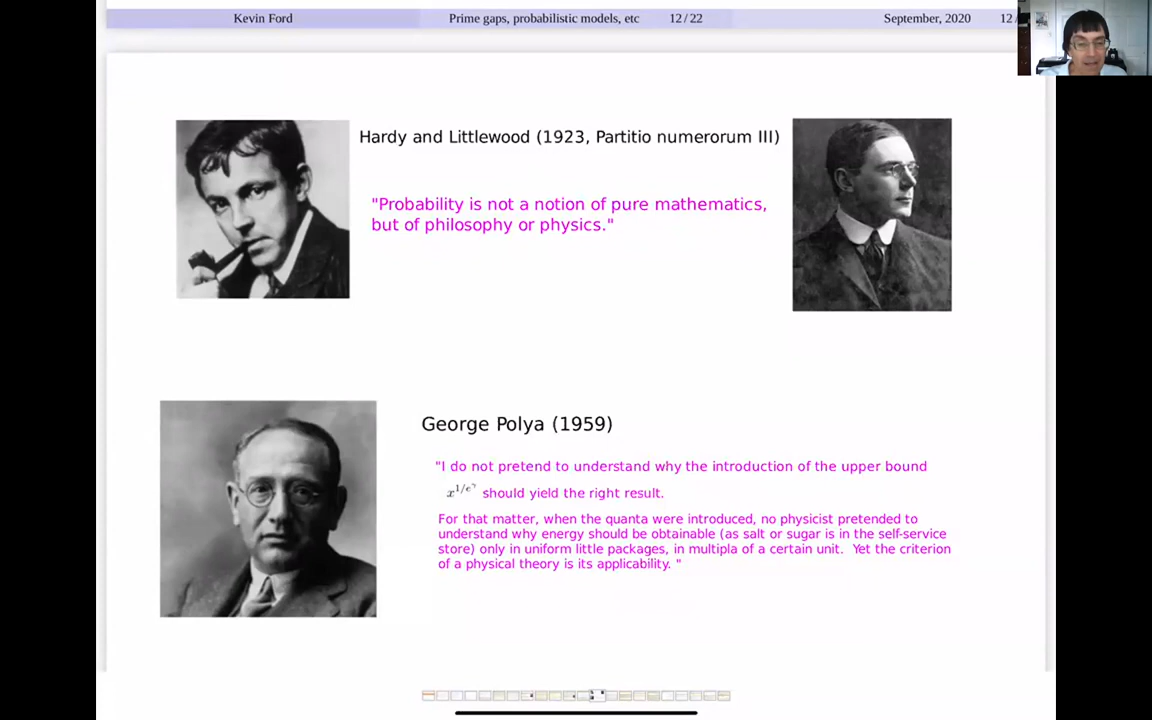 Kevin Ford Prime gaps, probabilistic models, etc 12 / 22 September, 2020 12 /
Hardy and Littlewood (1923, Partitio numerorum III)
"Probability is not a notion of pure mathematics,
but of philosophy or physics."
George Polya (1959)
"I do not pretend to understand why the introduction of the upper bound
x^{1/e^γ} should yield the right result.
For that matter, when the quanta were introduced, no physicist pretended to
understand why energy should be obtainable (as salt or sugar is in the self-service
store) only in uniform little packages, in multipla of a certain unit. Yet the criterion
of a physical theory is its applicability. "